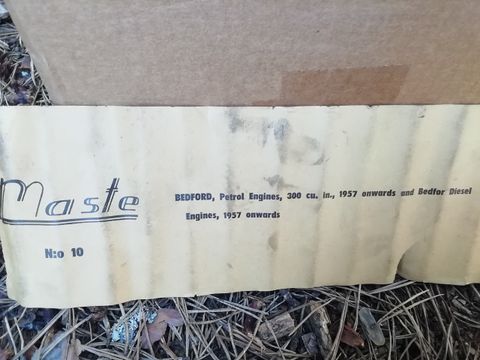 Maste
N:o 10
BEDFORD, Petrol Engines, 300 cu. in., 1957 onwards and Bedfor Diesel
Engines, 1957 onwards